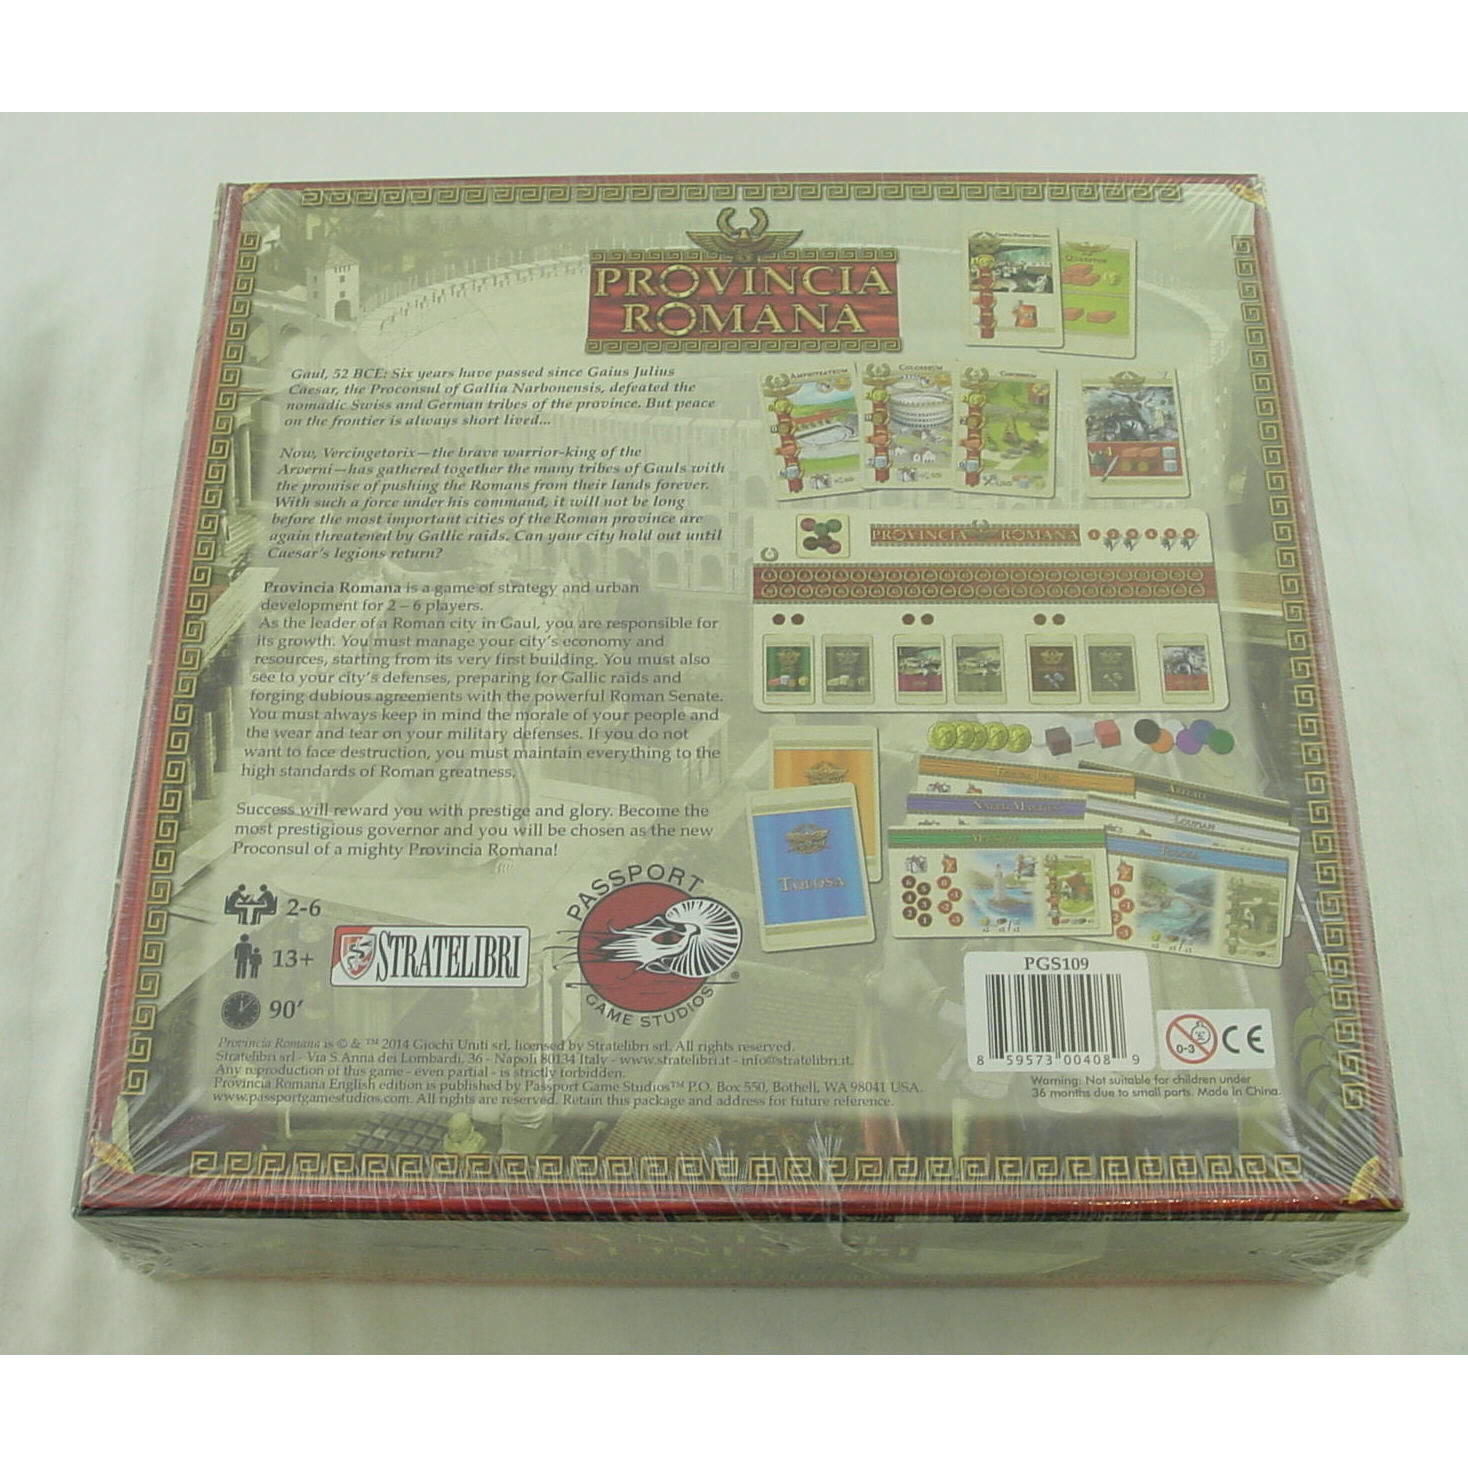 PROVINCIA
ROMANA
Gaul, 52 BCE: Six years have passed since Gaius Julius
Caesar, the Proconsul of Gallia Narbonensis, defeated the
nomadic Swiss and German tribes of the province. But peace
on the frontier is always short lived...
Now, Vercingetorix—the brave warrior-king of the
Arverni—has gathered together the many tribes of Gauls with
the promise of pushing the Romans from their lands forever.
With such a force under his command, it will not be long
before the most important cities of the Roman province are
again threatened by Gallic raids. Can your city hold out until
Caesar's legions return?
Provincia Romana is a game of strategy and urban
development for 2 – 6 players.
As the leader of a Roman city in Gaul, you are responsible for
its growth. You must manage your city's economy and
resources, starting from its very first building. You must also
see to your city's defenses, preparing for Gallic raids and
forging dubious agreements with the powerful Roman Senate.
You must always keep in mind the morale of your people and
the wear and tear on your military defenses. If you do not
want to face destruction, you must maintain everything to the
high standards of Roman greatness.
Success will reward you with prestige and glory. Become the
most prestigious governor and you will be chosen as the new
Proconsul of a mighty Provincia Romana!
2-6
13+
90'
STRATELIBRI
PASSPORT
GAME STUDIOS
®
Quaestor
Amphiteatrum
Colosseum
PROVINCIA ROMANA
Tolosa
PGS109
8 59573 00408 9
0-3
CE
Warning: Not suitable for children under
36 months due to small parts. Made in China.
Provincia Romana is © & ™ 2014 Giochi Uniti srl, licensed by Stratelibri srl. All rights reserved.
Stratelibri srl - Via S.Anna dei Lombardi, 36 - Napoli 80134 Italy - www.stratelibri.it - info@stratelibri.it.
Any reproduction of this game - even partial - is strictly forbidden.
Provincia Romana English edition is published by Passport Game Studios™ P.O. Box 550, Bothell, WA 98041 USA.
www.passportgamestudios.com. All rights are reserved. Retain this package and address for future reference.